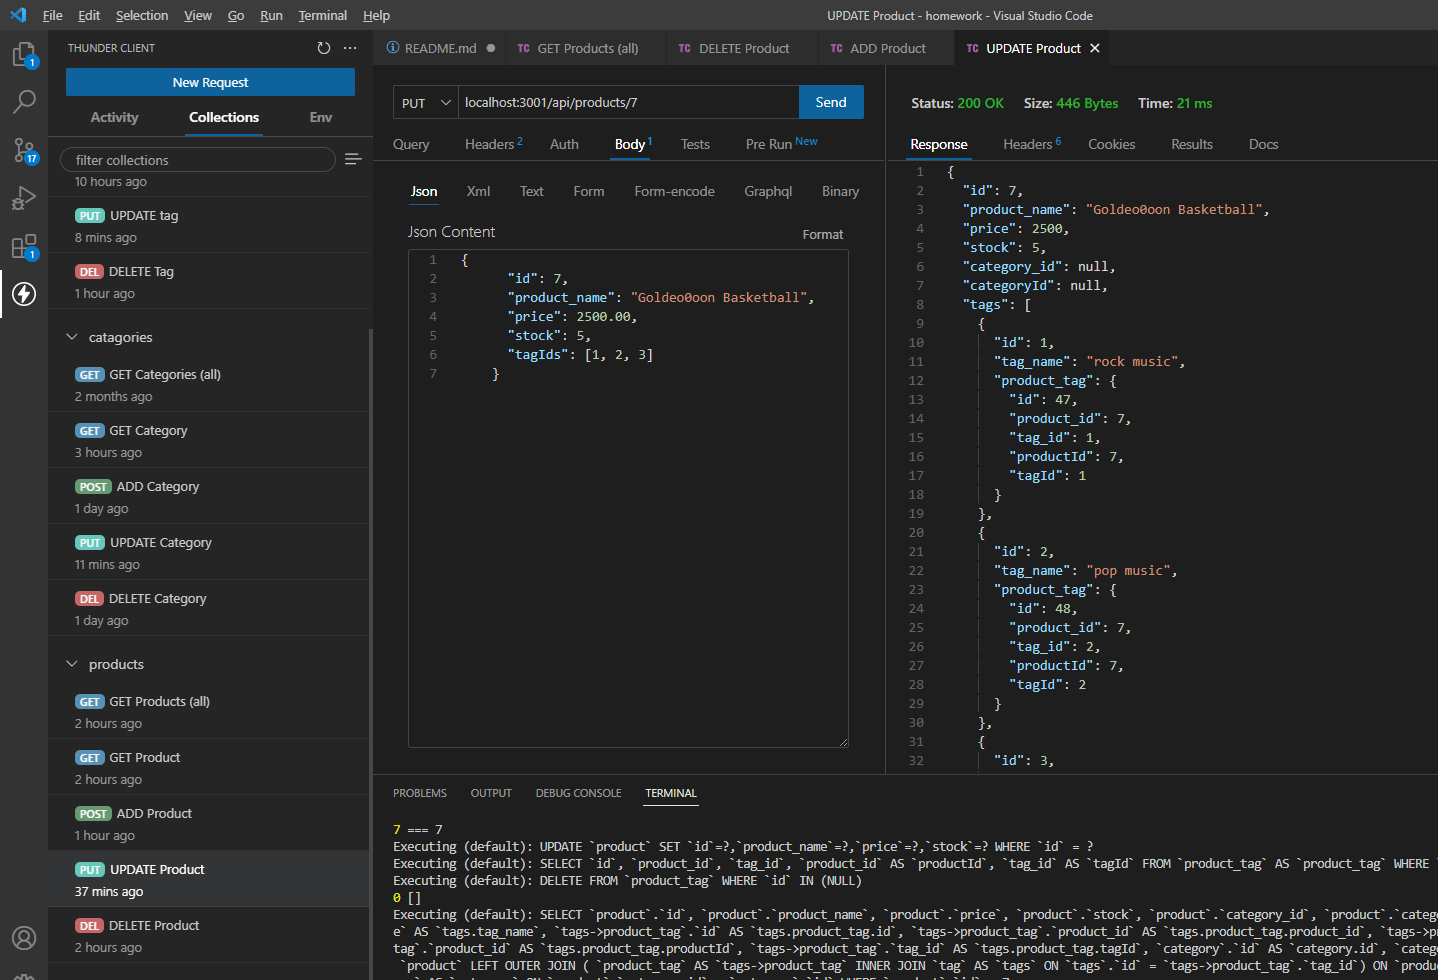 File Edit Selection View Go Run Terminal Help
UPDATE Product - homework - Visual Studio Code
THUNDER CLIENT
New Request
Activity Collections Env
filter collections
10 hours ago
PUT UPDATE tag
8 mins ago
DEL DELETE Tag
1 hour ago
catagories
GET GET Categories (all)
2 months ago
GET GET Category
3 hours ago
POST ADD Category
1 day ago
PUT UPDATE Category
11 mins ago
DEL DELETE Category
1 day ago
products
GET GET Products (all)
2 hours ago
GET GET Product
2 hours ago
POST ADD Product
1 hour ago
PUT UPDATE Product
37 mins ago
DEL DELETE Product
2 hours ago
1
17
1
README.md
TC GET Products (all)
TC DELETE Product
TC ADD Product
TC UPDATE Product
PUT localhost:3001/api/products/7 Send
Query Headers 2 Auth Body 1 Tests Pre Run New
Json Xml Text Form Form-encode Graphql Binary
Json Content Format
1 {
2 "id": 7,
3 "product_name": "Goldeo0oon Basketball",
4 "price": 2500.00,
5 "stock": 5,
6 "tagIds": [1, 2, 3]
7 }
Status: 200 OK Size: 446 Bytes Time: 21 ms
Response Headers 6 Cookies Results Docs
1 {
2 "id": 7,
3 "product_name": "Goldeo0oon Basketball",
4 "price": 2500,
5 "stock": 5,
6 "category_id": null,
7 "categoryId": null,
8 "tags": [
9 {
10 "id": 1,
11 "tag_name": "rock music",
12 "product_tag": {
13 "id": 47,
14 "product_id": 7,
15 "tag_id": 1,
16 "productId": 7,
17 "tagId": 1
18 }
19 },
20 {
21 "id": 2,
22 "tag_name": "pop music",
23 "product_tag": {
24 "id": 48,
25 "product_id": 7,
26 "tag_id": 2,
27 "productId": 7,
28 "tagId": 2
29 }
30 },
31 {
32 "id": 3,
PROBLEMS OUTPUT DEBUG CONSOLE TERMINAL
7 === 7
Executing (default): UPDATE `product` SET `id`=?,`product_name`=?,`price`=?,`stock`=? WHERE `id` = ?
Executing (default): SELECT `id`, `product_id`, `tag_id`, `product_id` AS `productId`, `tag_id` AS `tagId` FROM `product_tag` AS `product_tag` WHERE
Executing (default): DELETE FROM `product_tag` WHERE `id` IN (NULL)
0 []
Executing (default): SELECT `product`.`id`, `product`.`product_name`, `product`.`price`, `product`.`stock`, `product`.`category_id`, `product`.`categ
e` AS `tags.tag_name`, `tags->product_tag`.`id` AS `tags.product_tag.id`, `tags->product_tag`.`product_id` AS `tags.product_tag.product_id`, `tags->pr
tag`.`product_id` AS `tags.product_tag.productId`, `tags->product_tag`.`tag_id` AS `tags.product_tag.tagId`, `category`.`id` AS `category.id`, `catego
`product` LEFT OUTER JOIN ( `product_tag` AS `tags->product_tag` INNER JOIN `tag` AS `tags` ON `tags`.`id` = `tags->product_tag`.`tag_id`) ON `produc